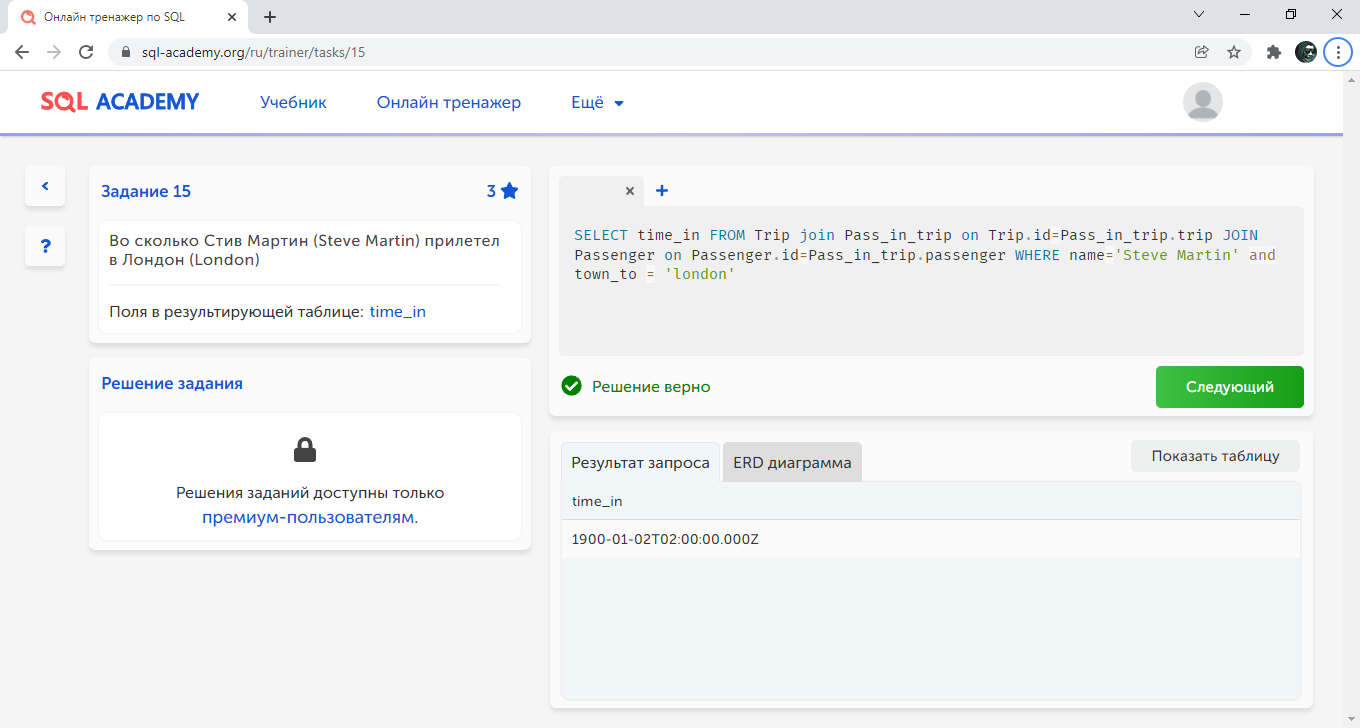 Онлайн тренажер по SQL
sql-academy.org/ru/trainer/tasks/15
SQL ACADEMY
Учебник
Онлайн тренажер
Ещё
Задание 15
3
Во сколько Стив Мартин (Steve Martin) прилетел
в Лондон (London)
Поля в результирующей таблице: time_in
Решение задания
Решения заданий доступны только
премиум-пользователям.
SELECT time_in FROM Trip join Pass_in_trip on Trip.id=Pass_in_trip.trip JOIN
Passenger on Passenger.id=Pass_in_trip.passenger WHERE name='Steve Martin' and
town_to = 'london'
Решение верно
Следующий
Результат запроса
ERD диаграмма
Показать таблицу
time_in
1900-01-02T02:00:00.000Z